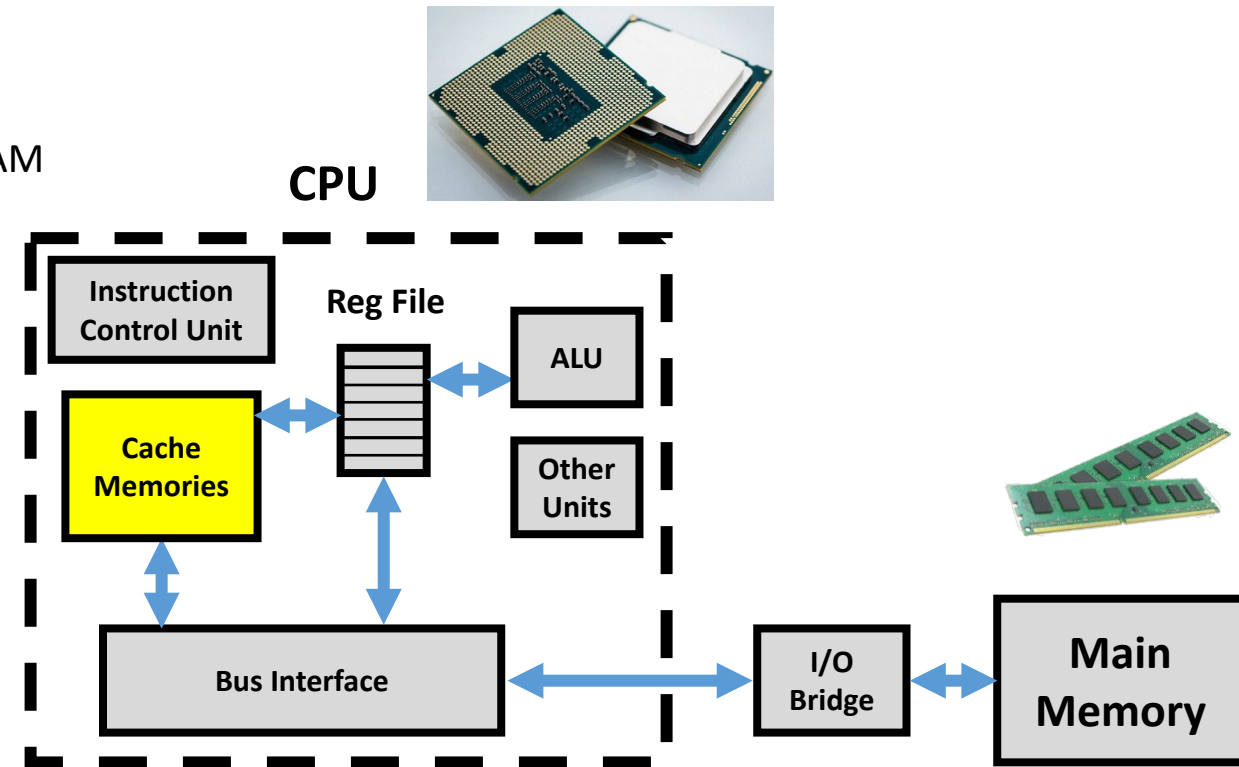 AM
CPU
Instruction
Control Unit
Reg File
ALU
Cache
Memories
Other
Units
Bus Interface
I/O
Bridge
Main
Memory